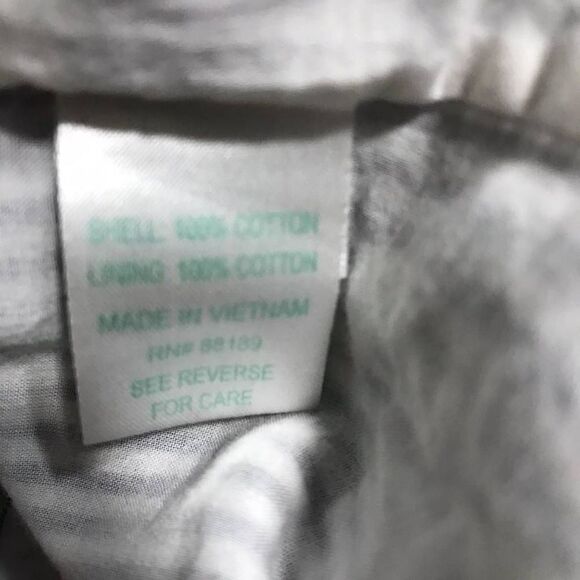 SHELL: 100% COTTON
LINING: 100% COTTON
MADE IN VIETNAM
RN# 88189
SEE REVERSE
FOR CARE